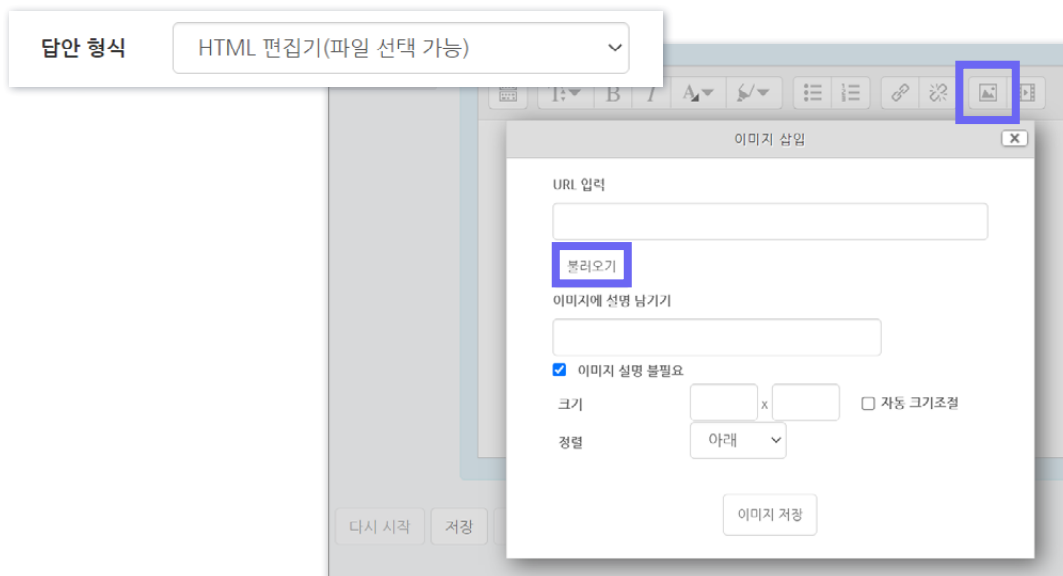 답안 형식
HTML 편집기(파일 선택 가능)
B I A
이미지 삽입
URL 입력
불러오기
이미지에 설명 남기기
이미지 설명 불필요
크기
x
자동 크기조절
정렬
아래
이미지 저장
다시 시작
저장